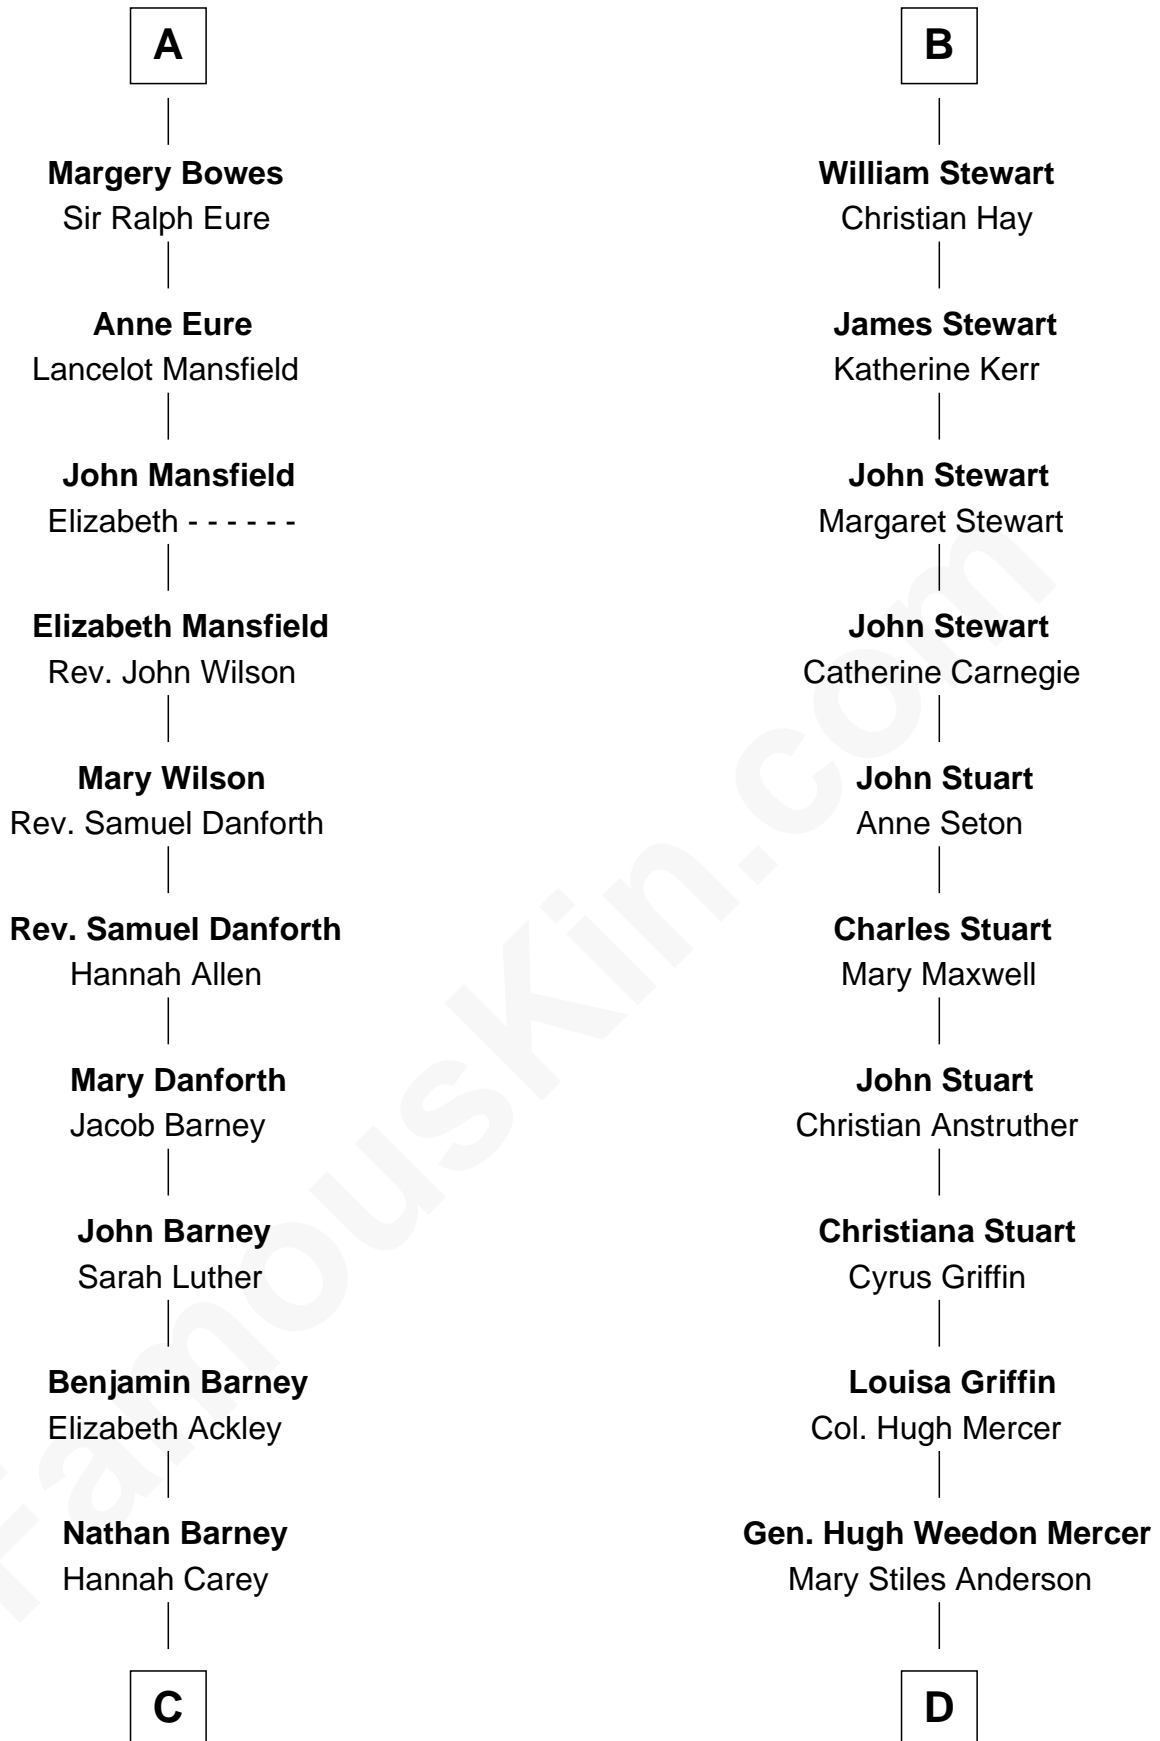 A
Margery Bowes
Sir Ralph Eure
Anne Eure
Lancelot Mansfield
John Mansfield
Elizabeth - - - - - -
Elizabeth Mansfield
Rev. John Wilson
Mary Wilson
Rev. Samuel Danforth
Rev. Samuel Danforth
Hannah Allen
Mary Danforth
Jacob Barney
John Barney
Sarah Luther
Benjamin Barney
Elizabeth Ackley
Nathan Barney
Hannah Carey
C
B
William Stewart
Christian Hay
James Stewart
Katherine Kerr
John Stewart
Margaret Stewart
John Stewart
Catherine Carnegie
John Stuart
Anne Seton
Charles Stuart
Mary Maxwell
John Stuart
Christian Anstruther
Christiana Stuart
Cyrus Griffin
Louisa Griffin
Col. Hugh Mercer
Gen. Hugh Weedon Mercer
Mary Stiles Anderson
D
FamousKin.com